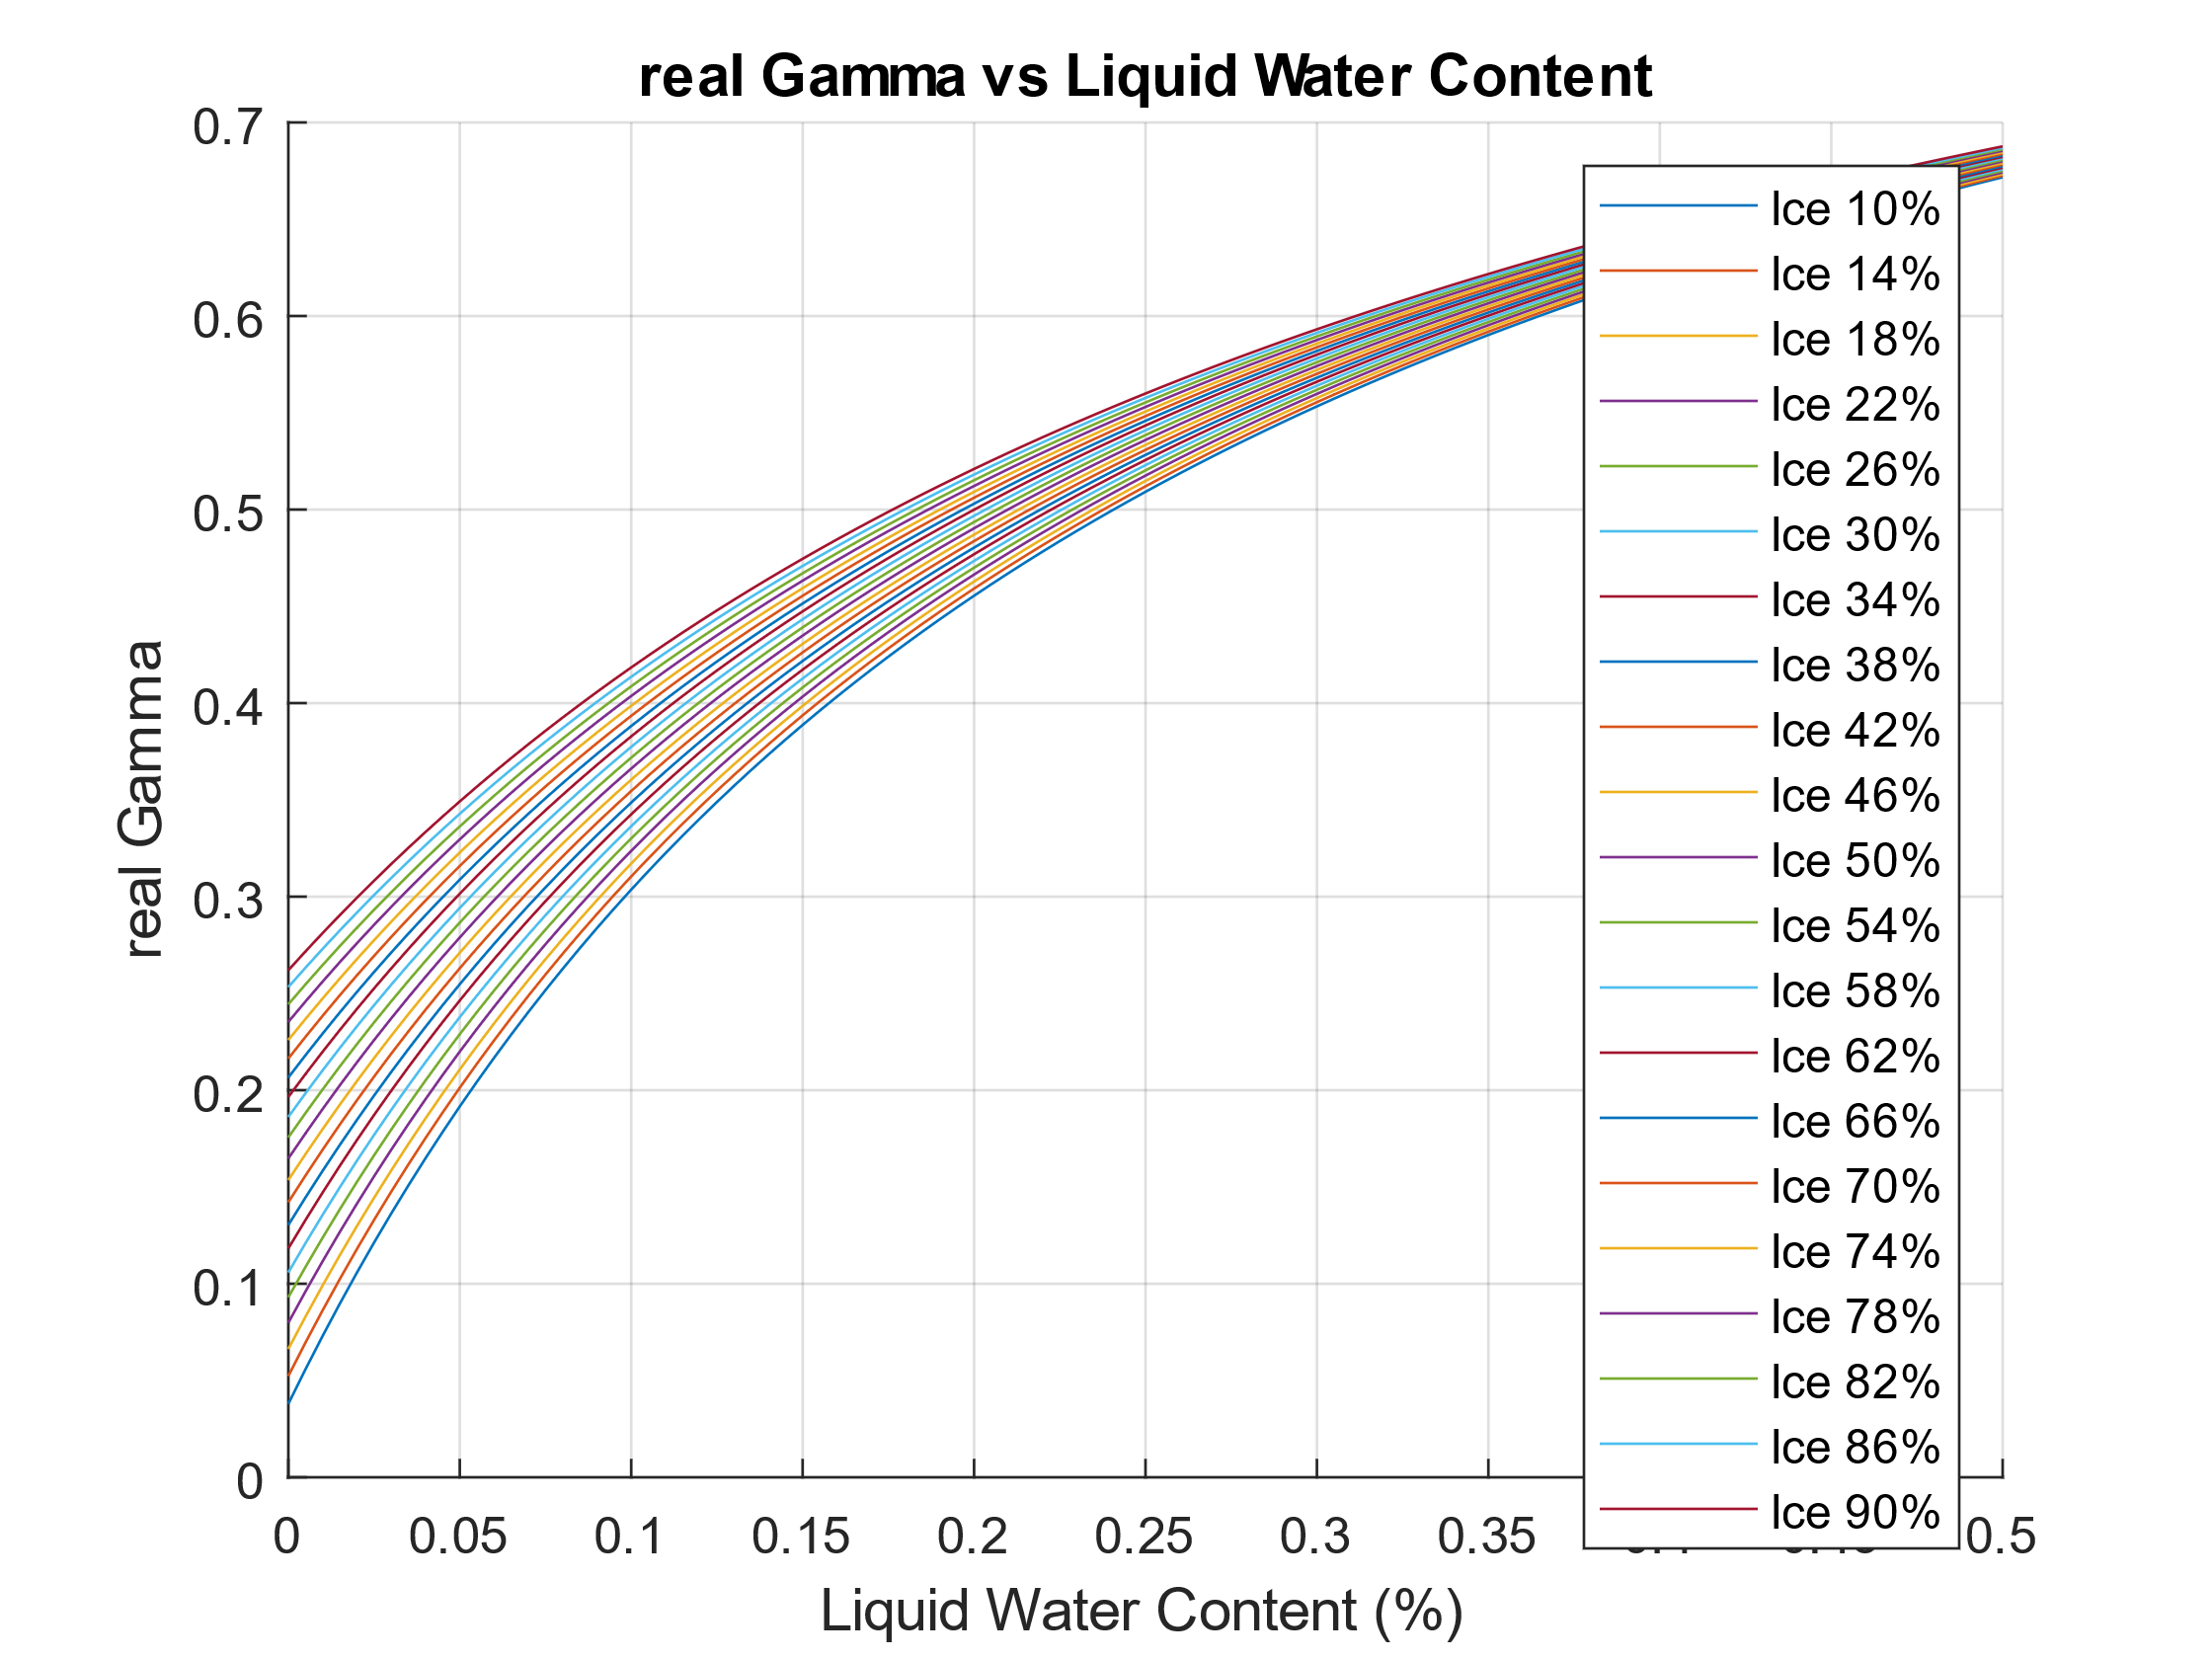 real Gamma vs Liquid Water Content
0.7
0.6
0.5
0.4
0.3
0.2
0.1
0
real Gamma
0 0.05 0.1 0.15 0.2 0.25 0.3 0.35 0.5
Liquid Water Content (%)
Ice 10%
Ice 14%
Ice 18%
Ice 22%
Ice 26%
Ice 30%
Ice 34%
Ice 38%
Ice 42%
Ice 46%
Ice 50%
Ice 54%
Ice 58%
Ice 62%
Ice 66%
Ice 70%
Ice 74%
Ice 78%
Ice 82%
Ice 86%
Ice 90%